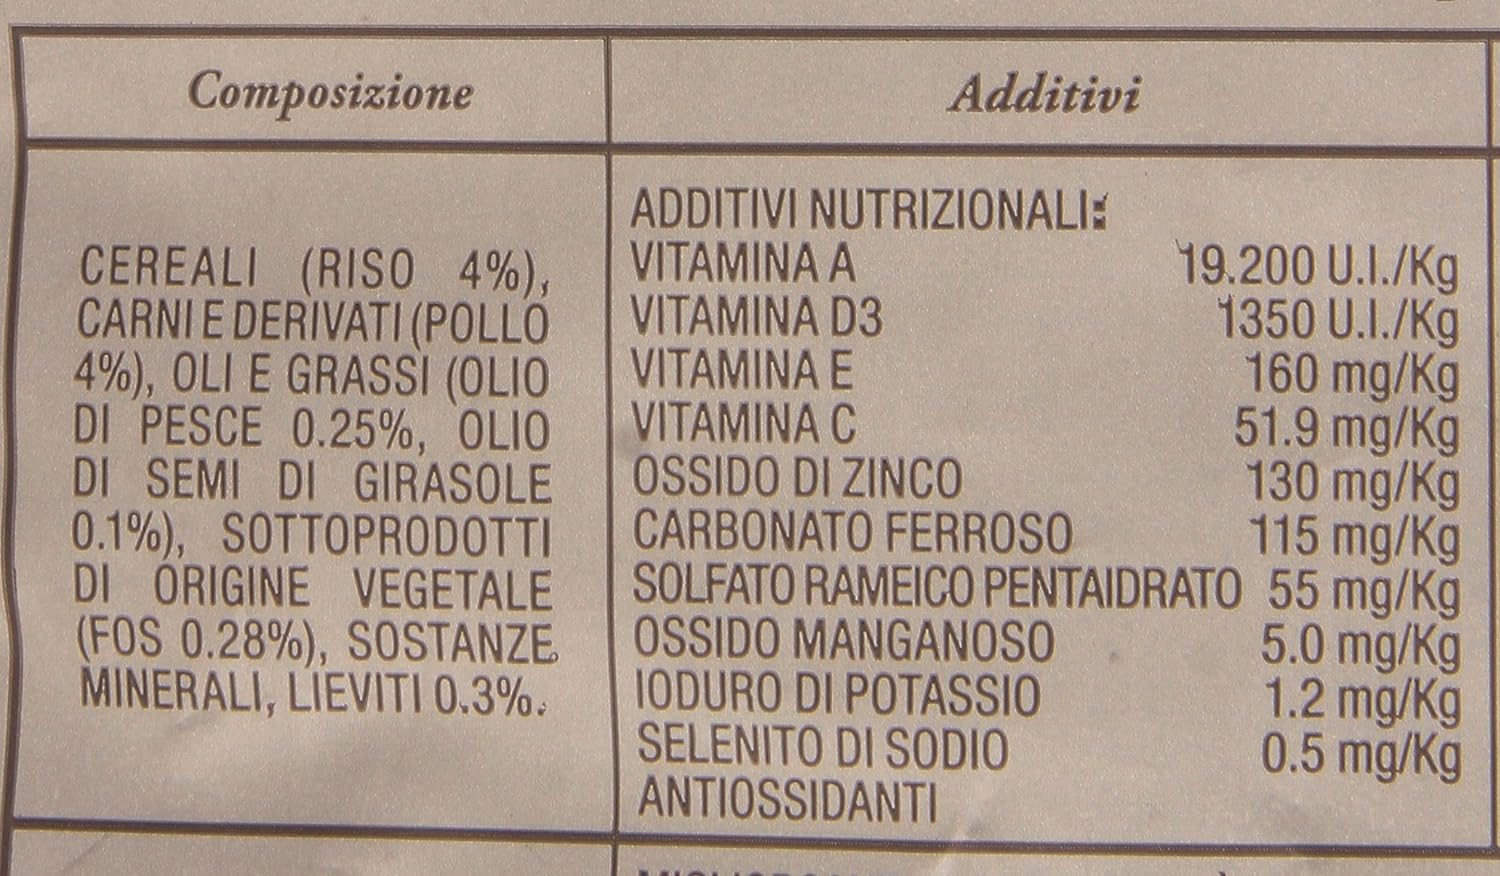 Composizione
CEREALI (RISO 4%),
CARNI E DERIVATI (POLLO
4%), OLI E GRASSI (OLIO
DI PESCE 0.25%, OLIO
DI SEMI DI GIRASOLE
0.1%), SOTTOPRODOTTI
DI ORIGINE VEGETALE
(FOS 0.28%), SOSTANZE
MINERALI, LIEVITI 0.3%.
Additivi
ADDITIVI NUTRIZIONALI:
VITAMINA A 19.200 U.I./Kg
VITAMINA D3 1350 U.I./Kg
VITAMINA E 160 mg/Kg
VITAMINA C 51.9 mg/Kg
OSSIDO DI ZINCO 130 mg/Kg
CARBONATO FERROSO 115 mg/Kg
SOLFATO RAMEICO PENTAIDRATO 55 mg/Kg
OSSIDO MANGANOSO 5.0 mg/Kg
IODURO DI POTASSIO 1.2 mg/Kg
SELENITO DI SODIO 0.5 mg/Kg
ANTIOSSIDANTI